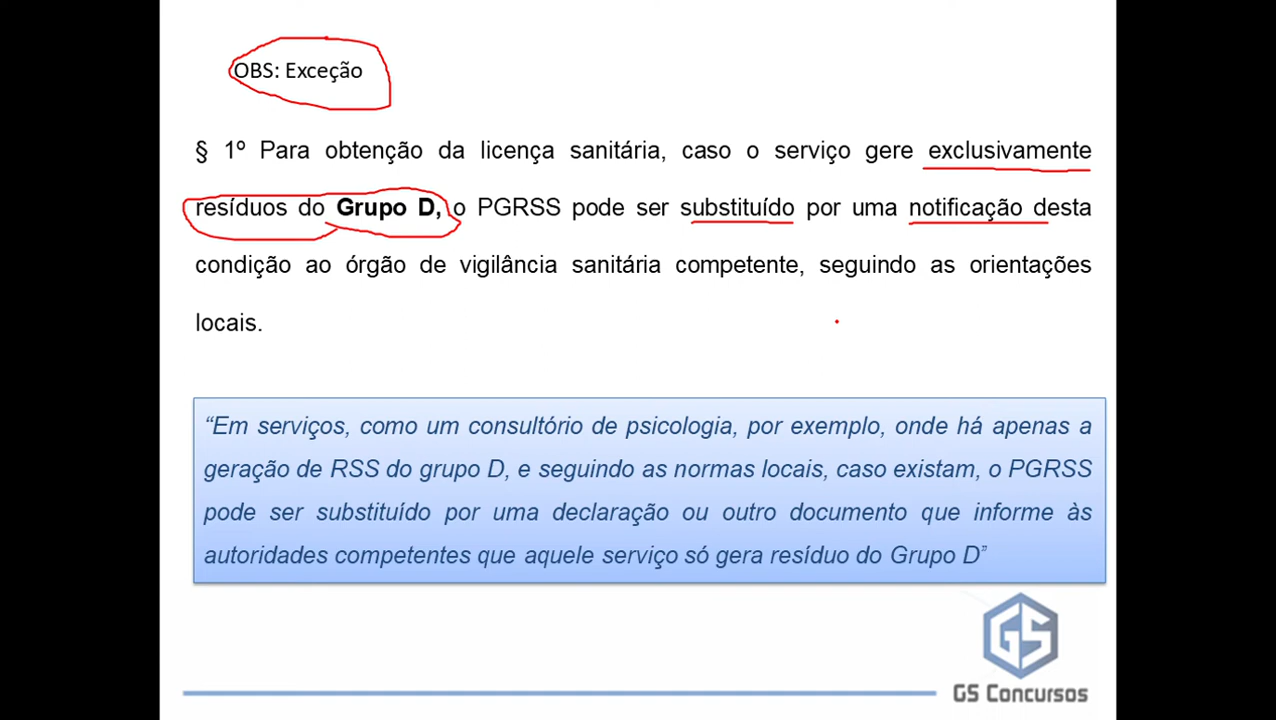 OBS: Exceção
§ 1º Para obtenção da licença sanitária, caso o serviço gere exclusivamente
resíduos do Grupo D, o PGRSS pode ser substituído por uma notificação desta
condição ao órgão de vigilância sanitária competente, seguindo as orientações
locais.
“Em serviços, como um consultório de psicologia, por exemplo, onde há apenas a
geração de RSS do grupo D, e seguindo as normas locais, caso existam, o PGRSS
pode ser substituído por uma declaração ou outro documento que informe às
autoridades competentes que aquele serviço só gera resíduo do Grupo D”
GS
GS Concursos